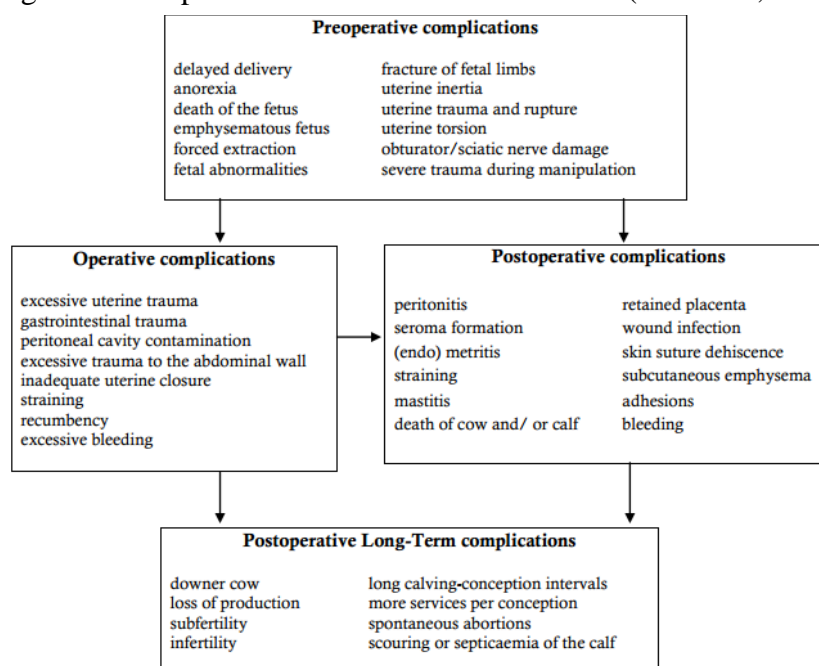 Preoperative complications
delayed delivery
anorexia
death of the fetus
emphysematous fetus
forced extraction
fetal abnormalities
fracture of fetal limbs
uterine inertia
uterine trauma and rupture
uterine torsion
obturator/sciatic nerve damage
severe trauma during manipulation
Operative complications
excessive uterine trauma
gastrointestinal trauma
peritoneal cavity contamination
excessive trauma to the abdominal wall
inadequate uterine closure
straining
recumbency
excessive bleeding
Postoperative complications
peritonitis
seroma formation
(endo) metritis
straining
mastitis
death of cow and/ or calf
retained placenta
wound infection
skin suture dehiscence
subcutaneous emphysema
adhesions
bleeding
Postoperative Long-Term complications
downer cow
loss of production
subfertility
infertility
long calving-conception intervals
more services per conception
spontaneous abortions
scouring or septicaemia of the calf